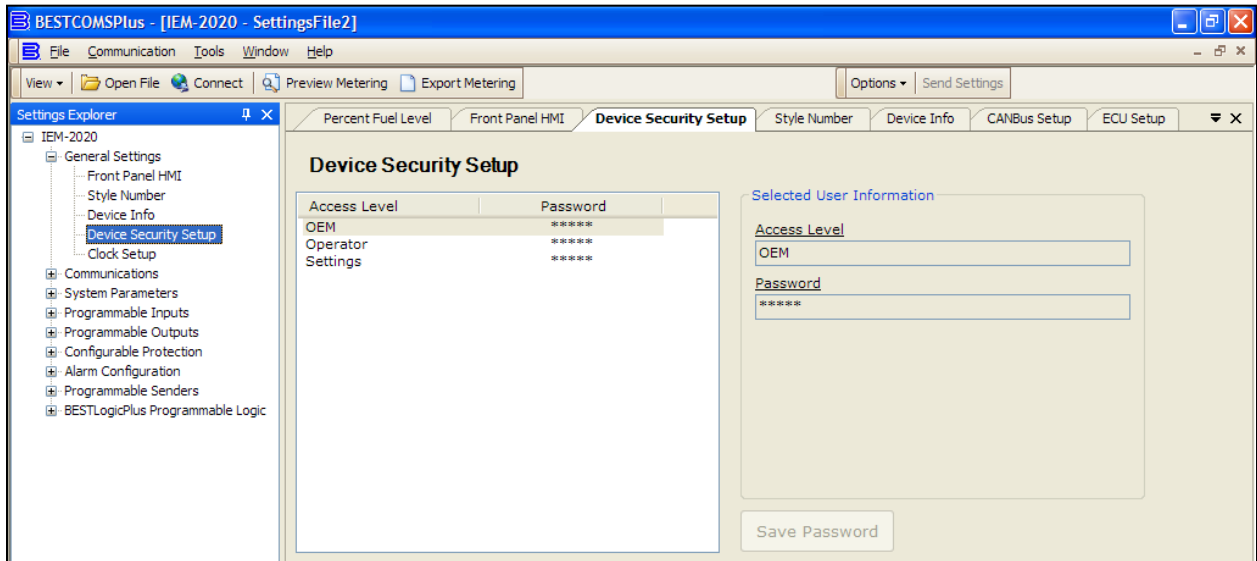 BESTCOMSPlus - [IEM-2020 - SettingsFile2]
File Communication Tools Window Help
View Open File Connect Preview Metering Export Metering Options Send Settings
Settings Explorer
IEM-2020
General Settings
Front Panel HMI
Style Number
Device Info
Device Security Setup
Clock Setup
Communications
System Parameters
Programmable Inputs
Programmable Outputs
Configurable Protection
Alarm Configuration
Programmable Senders
BESTLogicPlus Programmable Logic
Percent Fuel Level Front Panel HMI Device Security Setup Style Number Device Info CANBus Setup ECU Setup
Device Security Setup
Access Level Password
OEM *****
Operator *****
Settings *****
Selected User Information
Access Level
OEM
Password
*****
Save Password